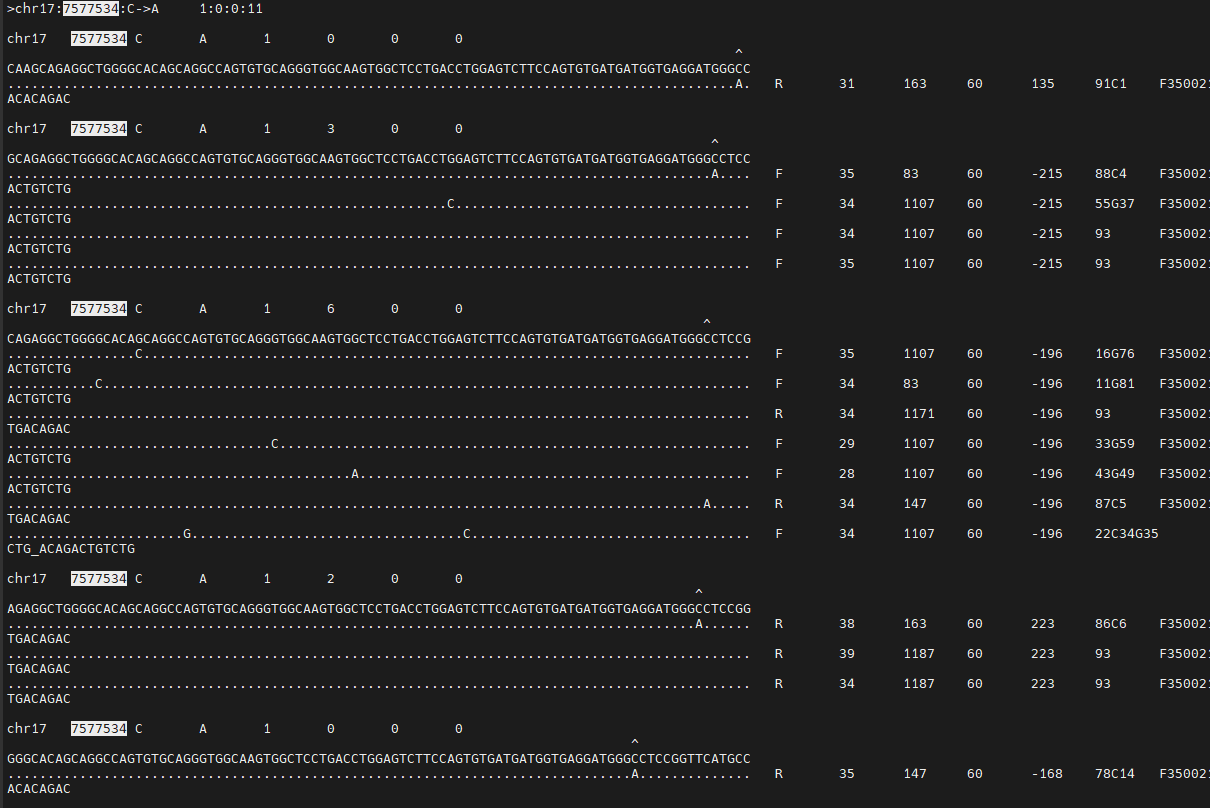 >chr17:7577534:C->A 1:0:0:11
chr17 7577534 C A 1 0 0 0
^
CAAGCAGAGGCTGGGGCACAGCAGGCCAGTGTGCAGGGTGGCAAGTGGCTCCTGACCTGGAGTCTTCCAGTGTGATGATGGTGAGGATGGGCC
...........................................................................................A. R 31 163 60 135 91C1 F35002
ACACAGAC
chr17 7577534 C A 1 3 0 0
^
GCAGAGGCTGGGGCACAGCAGGCCAGTGTGCAGGGTGGCAAGTGGCTCCTGACCTGGAGTCTTCCAGTGTGATGATGGTGAGGATGGGCCTCC
........................................................................................A.... F 35 83 60 -215 88C4 F35002
ACTGTCTG
.......................................................C..................................... F 34 1107 60 -215 55G37 F35002
ACTGTCTG
............................................................................................. F 34 1107 60 -215 93 F35002
ACTGTCTG
............................................................................................. F 35 1107 60 -215 93 F35002
ACTGTCTG
chr17 7577534 C A 1 6 0 0
^
CAGAGGCTGGGGCACAGCAGGCCAGTGTGCAGGGTGGCAAGTGGCTCCTGACCTGGAGTCTTCCAGTGTGATGATGGTGAGGATGGGCCTCCG
................C............................................................................ F 35 1107 60 -196 16G76 F35002
ACTGTCTG
...........C................................................................................. F 34 83 60 -196 11G81 F35002
ACTGTCTG
............................................................................................. R 34 1171 60 -196 93 F35002
TGACAGAC
.................................C........................................................... F 29 1107 60 -196 33G59 F35002
ACTGTCTG
...........................................A................................................. F 28 1107 60 -196 43G49 F35002
ACTGTCTG
.......................................................................................A..... R 34 147 60 -196 87C5 F35002
TGACAGAC
......................G..................................C................................... F 34 1107 60 -196 22C34G35
CTG_ACAGACTGTCTG
chr17 7577534 C A 1 2 0 0
^
AGAGGCTGGGGCACAGCAGGCCAGTGTGCAGGGTGGCAAGTGGCTCCTGACCTGGAGTCTTCCAGTGTGATGATGGTGAGGATGGGCCTCCGG
......................................................................................A...... R 38 163 60 223 86C6 F35002
TGACAGAC
............................................................................................. R 39 1187 60 223 93 F35002
TGACAGAC
............................................................................................. R 34 1187 60 223 93 F35002
TGACAGAC
chr17 7577534 C A 1 0 0 0
^
GGGCACAGCAGGCCAGTGTGCAGGGTGGCAAGTGGCTCCTGACCTGGAGTCTTCCAGTGTGATGATGGTGAGGATGGGCCTCCGGTTCATGCC
..............................................................................A.............. R 35 147 60 -168 78C14 F35002
ACACAGAC